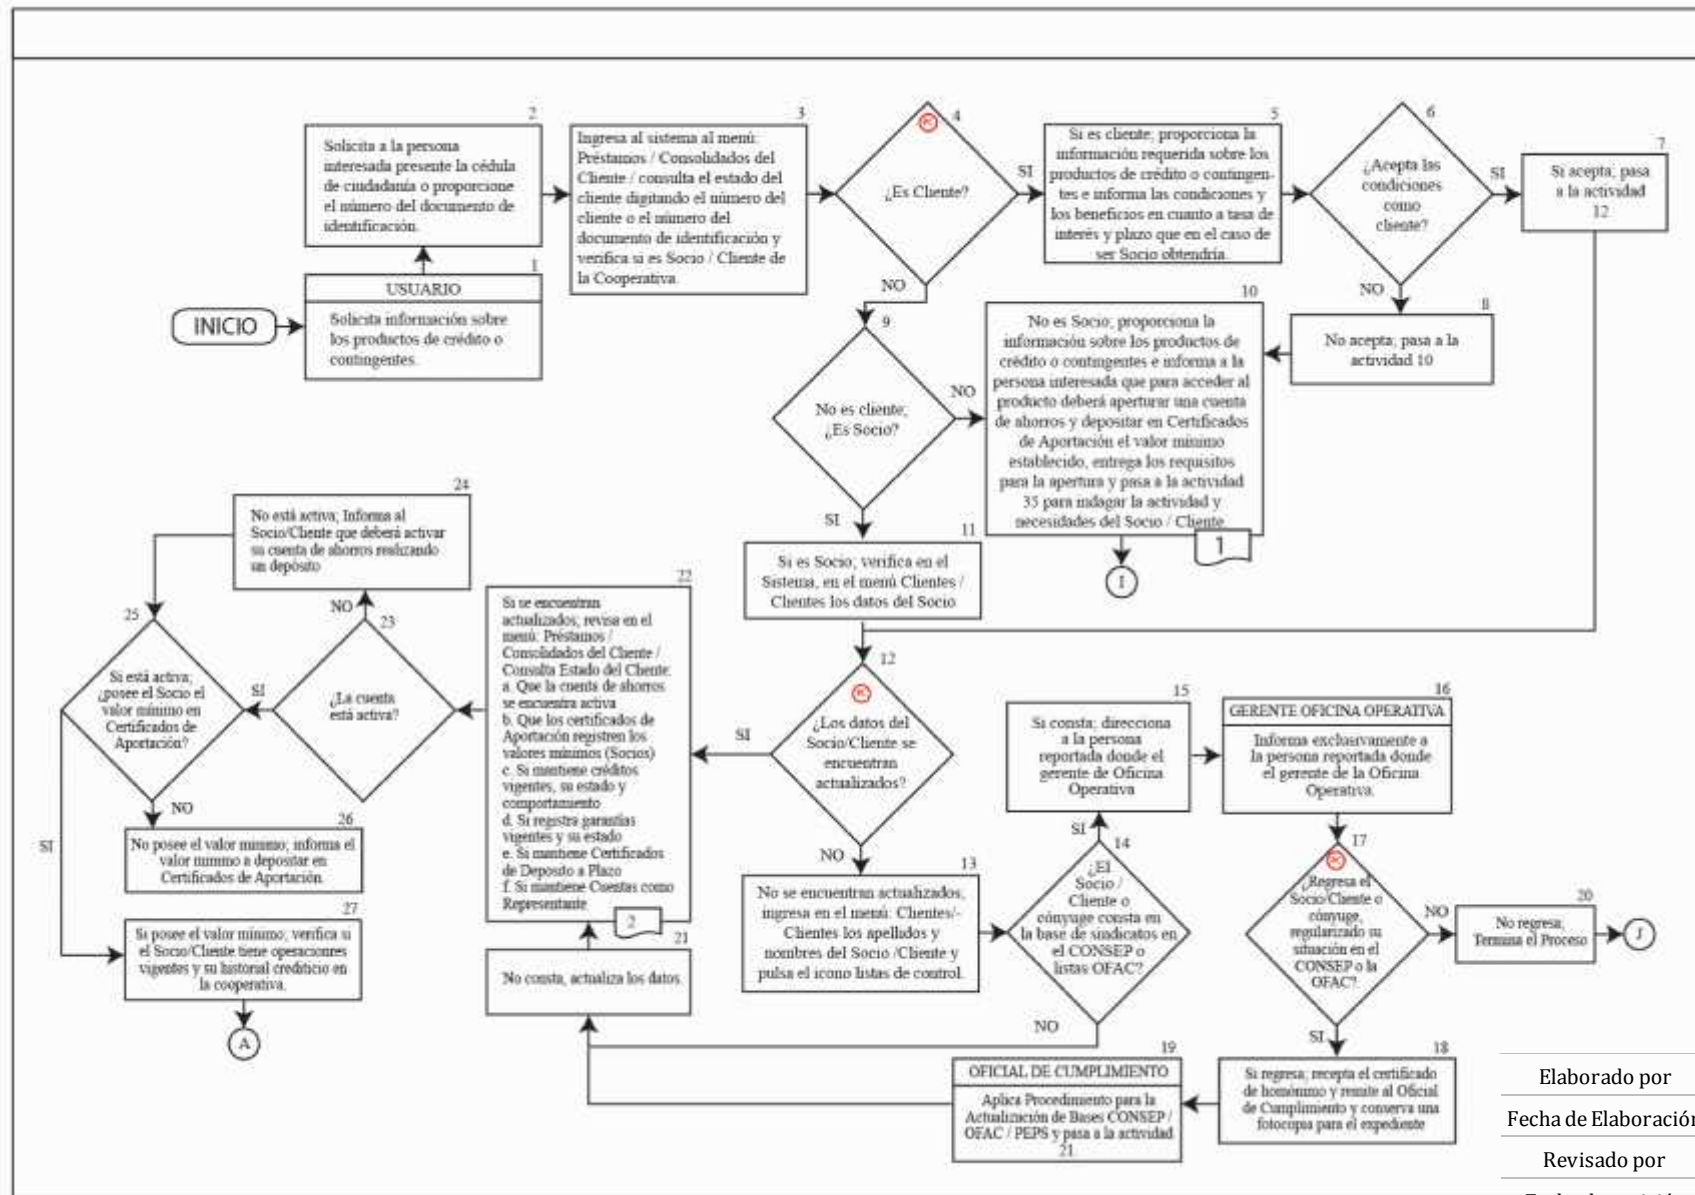 INICIO
1
USUARIO
Solicita información sobre
los productos de crédito o
contingentes.
2
Solicita a la persona
interesada presente la cédula
de ciudadanía o proporcione
el número del documento de
identificación.
3
Ingresa al sistema al menú:
Préstamos / Consolidados del
Cliente / consulta el estado del
cliente digitando el número del
cliente o el número del
documento de identificación y
verifica si es Socio / Cliente de
la Cooperativa.
4
¿Es Cliente?
SI
NO
5
Si es cliente; proporciona la
información requerida sobre los
productos de crédito o contingen-
tes e informa las condiciones y
los beneficios en cuanto a tasa de
interés y plazo que en el caso de
ser Socio obtendría.
6
¿Acepta las
condiciones
como
cliente?
SI
NO
7
Si acepta; pasa
a la actividad
12
8
No acepta; pasa a la
actividad 10
9
No es cliente;
¿Es Socio?
NO
SI
10
No es Socio; proporciona la
información sobre los productos de
crédito o contingentes e informa a la
persona interesada que para acceder al
producto deberá aperturar una cuenta
de ahorros y depositar en Certificados
de Aportación el valor mínimo
establecido, entrega los requisitos
para la apertura y pasa a la actividad
35 para indagar la actividad y
necesidades del Socio / Cliente
1
I
11
Si es Socio; verifica en el
Sistema, en el menú Clientes /
Clientes los datos del Socio
12
¿Los datos del
Socio/Cliente se
encuentran
actualizados?
SI
NO
13
No se encuentran actualizados;
ingresa en el menú: Clientes/-
Clientes los apellidos y
nombres del Socio /Cliente y
pulsa el icono listas de control.
14
¿El
Socio /
Cliente o
cónyuge consta en
la base de sindicatos en
el CONSEP o
listas OFAC?
SI
NO
15
Si consta; direcciona
a la persona
reportada donde el
gerente de Oficina
Operativa
16
GERENTE OFICINA OPERATIVA
Informa exclusivamente a
la persona reportada donde
el gerente de la Oficina
Operativa.
17
¿Regresa el
Socio/Cliente o
cónyuge,
regularizado su
situación en el
CONSEP o la
OFAC?
NO
SI
18
Si regresa; recepta el certificado
de homónimo y remite al Oficial
de Cumplimiento y conserva una
fotocopia para el expediente
19
OFICIAL DE CUMPLIMIENTO
Aplica Procedimiento para la
Actualización de Bases CONSEP /
OFAC / PEPS y pasa a la actividad
21
20
No regresa;
Termina el Proceso
J
21
No consta, actualiza los datos.
22
Si se encuentran
actualizados; revisa en el
menú: Préstamos /
Consolidados del Cliente /
Consulta Estado del Cliente:
a. Que la cuenta de ahorros
se encuentra activa
b. Que los certificados de
Aportación registren los
valores mínimos (Socios)
c. Si mantiene créditos
vigentes, su estado y
comportamiento
d. Si registra garantías
vigentes y su estado
e. Si mantiene Certificados
de Deposito a Plazo
f. Si mantiene Cuentas como
Representante
2
23
¿La cuenta
está activa?
NO
SI
24
No está activa; Informa al
Socio/Cliente que deberá activar
su cuenta de ahorros realizando
un depósito
25
Si está activa;
¿posee el Socio el
valor mínimo en
Certificados de
Aportación?
NO
SI
26
No posee el valor mínimo; informa el
valor mínimo a depositar en
Certificados de Aportación.
27
Si posee el valor mínimo; verifica si
el Socio/Cliente tiene operaciones
vigentes y su historial crediticio en
la cooperativa.
A
Elaborado por
Fecha de Elaboración
Revisado por